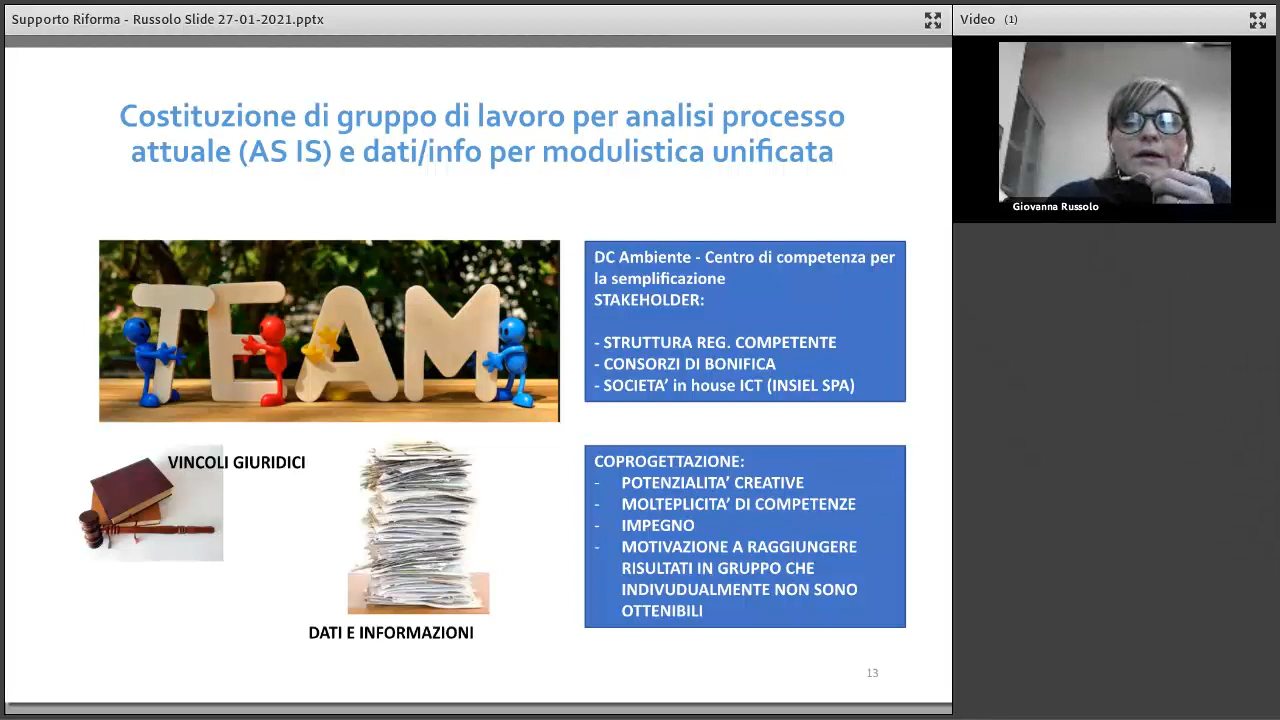 Supporto Riforma - Russolo Slide 27-01-2021.pptx
Video (1)
Giovanna Russolo
Costituzione di gruppo di lavoro per analisi processo
attuale (AS IS) e dati/info per modulistica unificata
TEAM
DC Ambiente - Centro di competenza per
la semplificazione
STAKEHOLDER:
- STRUTTURA REG. COMPETENTE
- CONSORZI DI BONIFICA
- SOCIETA’ in house ICT (INSIEL SPA)
VINCOLI GIURIDICI
DATI E INFORMAZIONI
COPROGETTAZIONE:
- POTENZIALITA’ CREATIVE
- MOLTEPLICITA’ DI COMPETENZE
- IMPEGNO
- MOTIVAZIONE A RAGGIUNGERE
RISULTATI IN GRUPPO CHE
INDIVUDUALMENTE NON SONO
OTTENIBILI
13